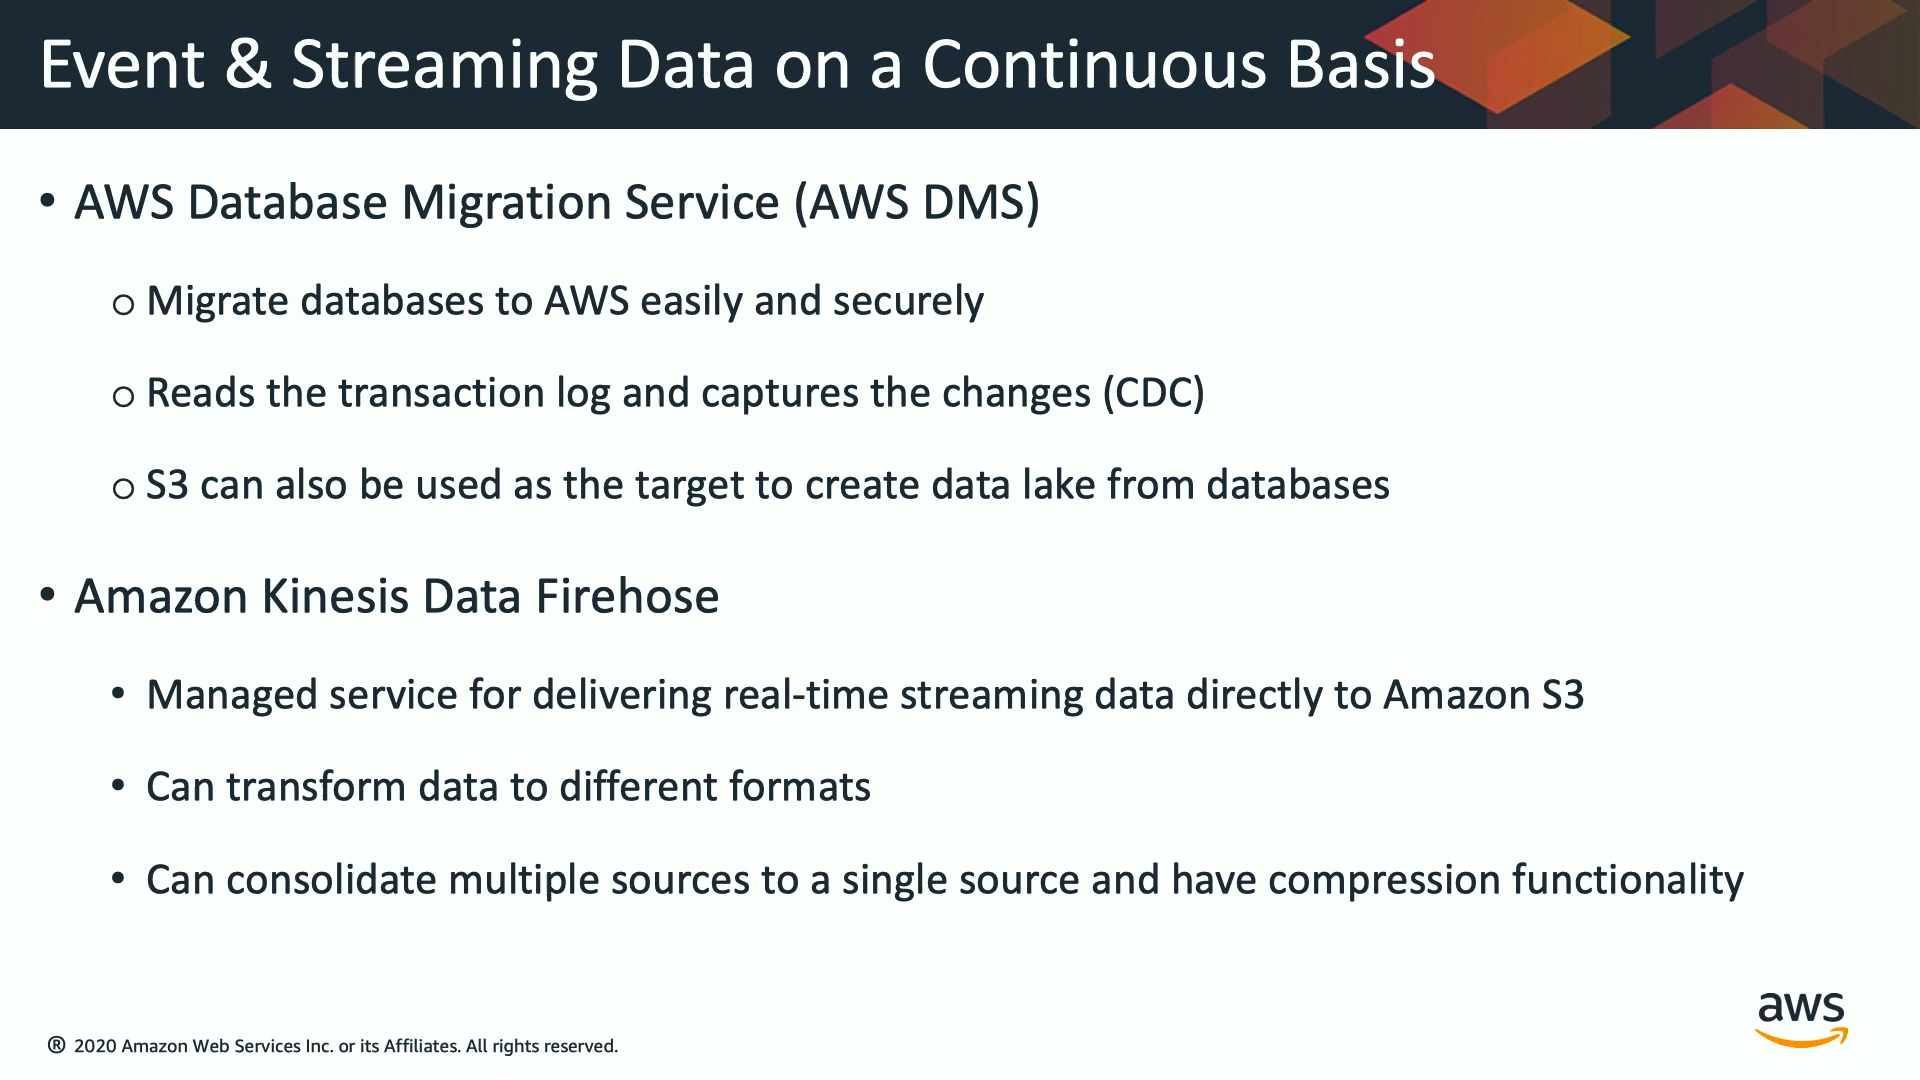 Event & Streaming Data on a Continuous Basis
• AWS Database Migration Service (AWS DMS)
o Migrate databases to AWS easily and securely
o Reads the transaction log and captures the changes (CDC)
o S3 can also be used as the target to create data lake from databases
• Amazon Kinesis Data Firehose
• Managed service for delivering real-time streaming data directly to Amazon S3
• Can transform data to different formats
• Can consolidate multiple sources to a single source and have compression functionality
aws
® 2020 Amazon Web Services Inc. or its Affiliates. All rights reserved.